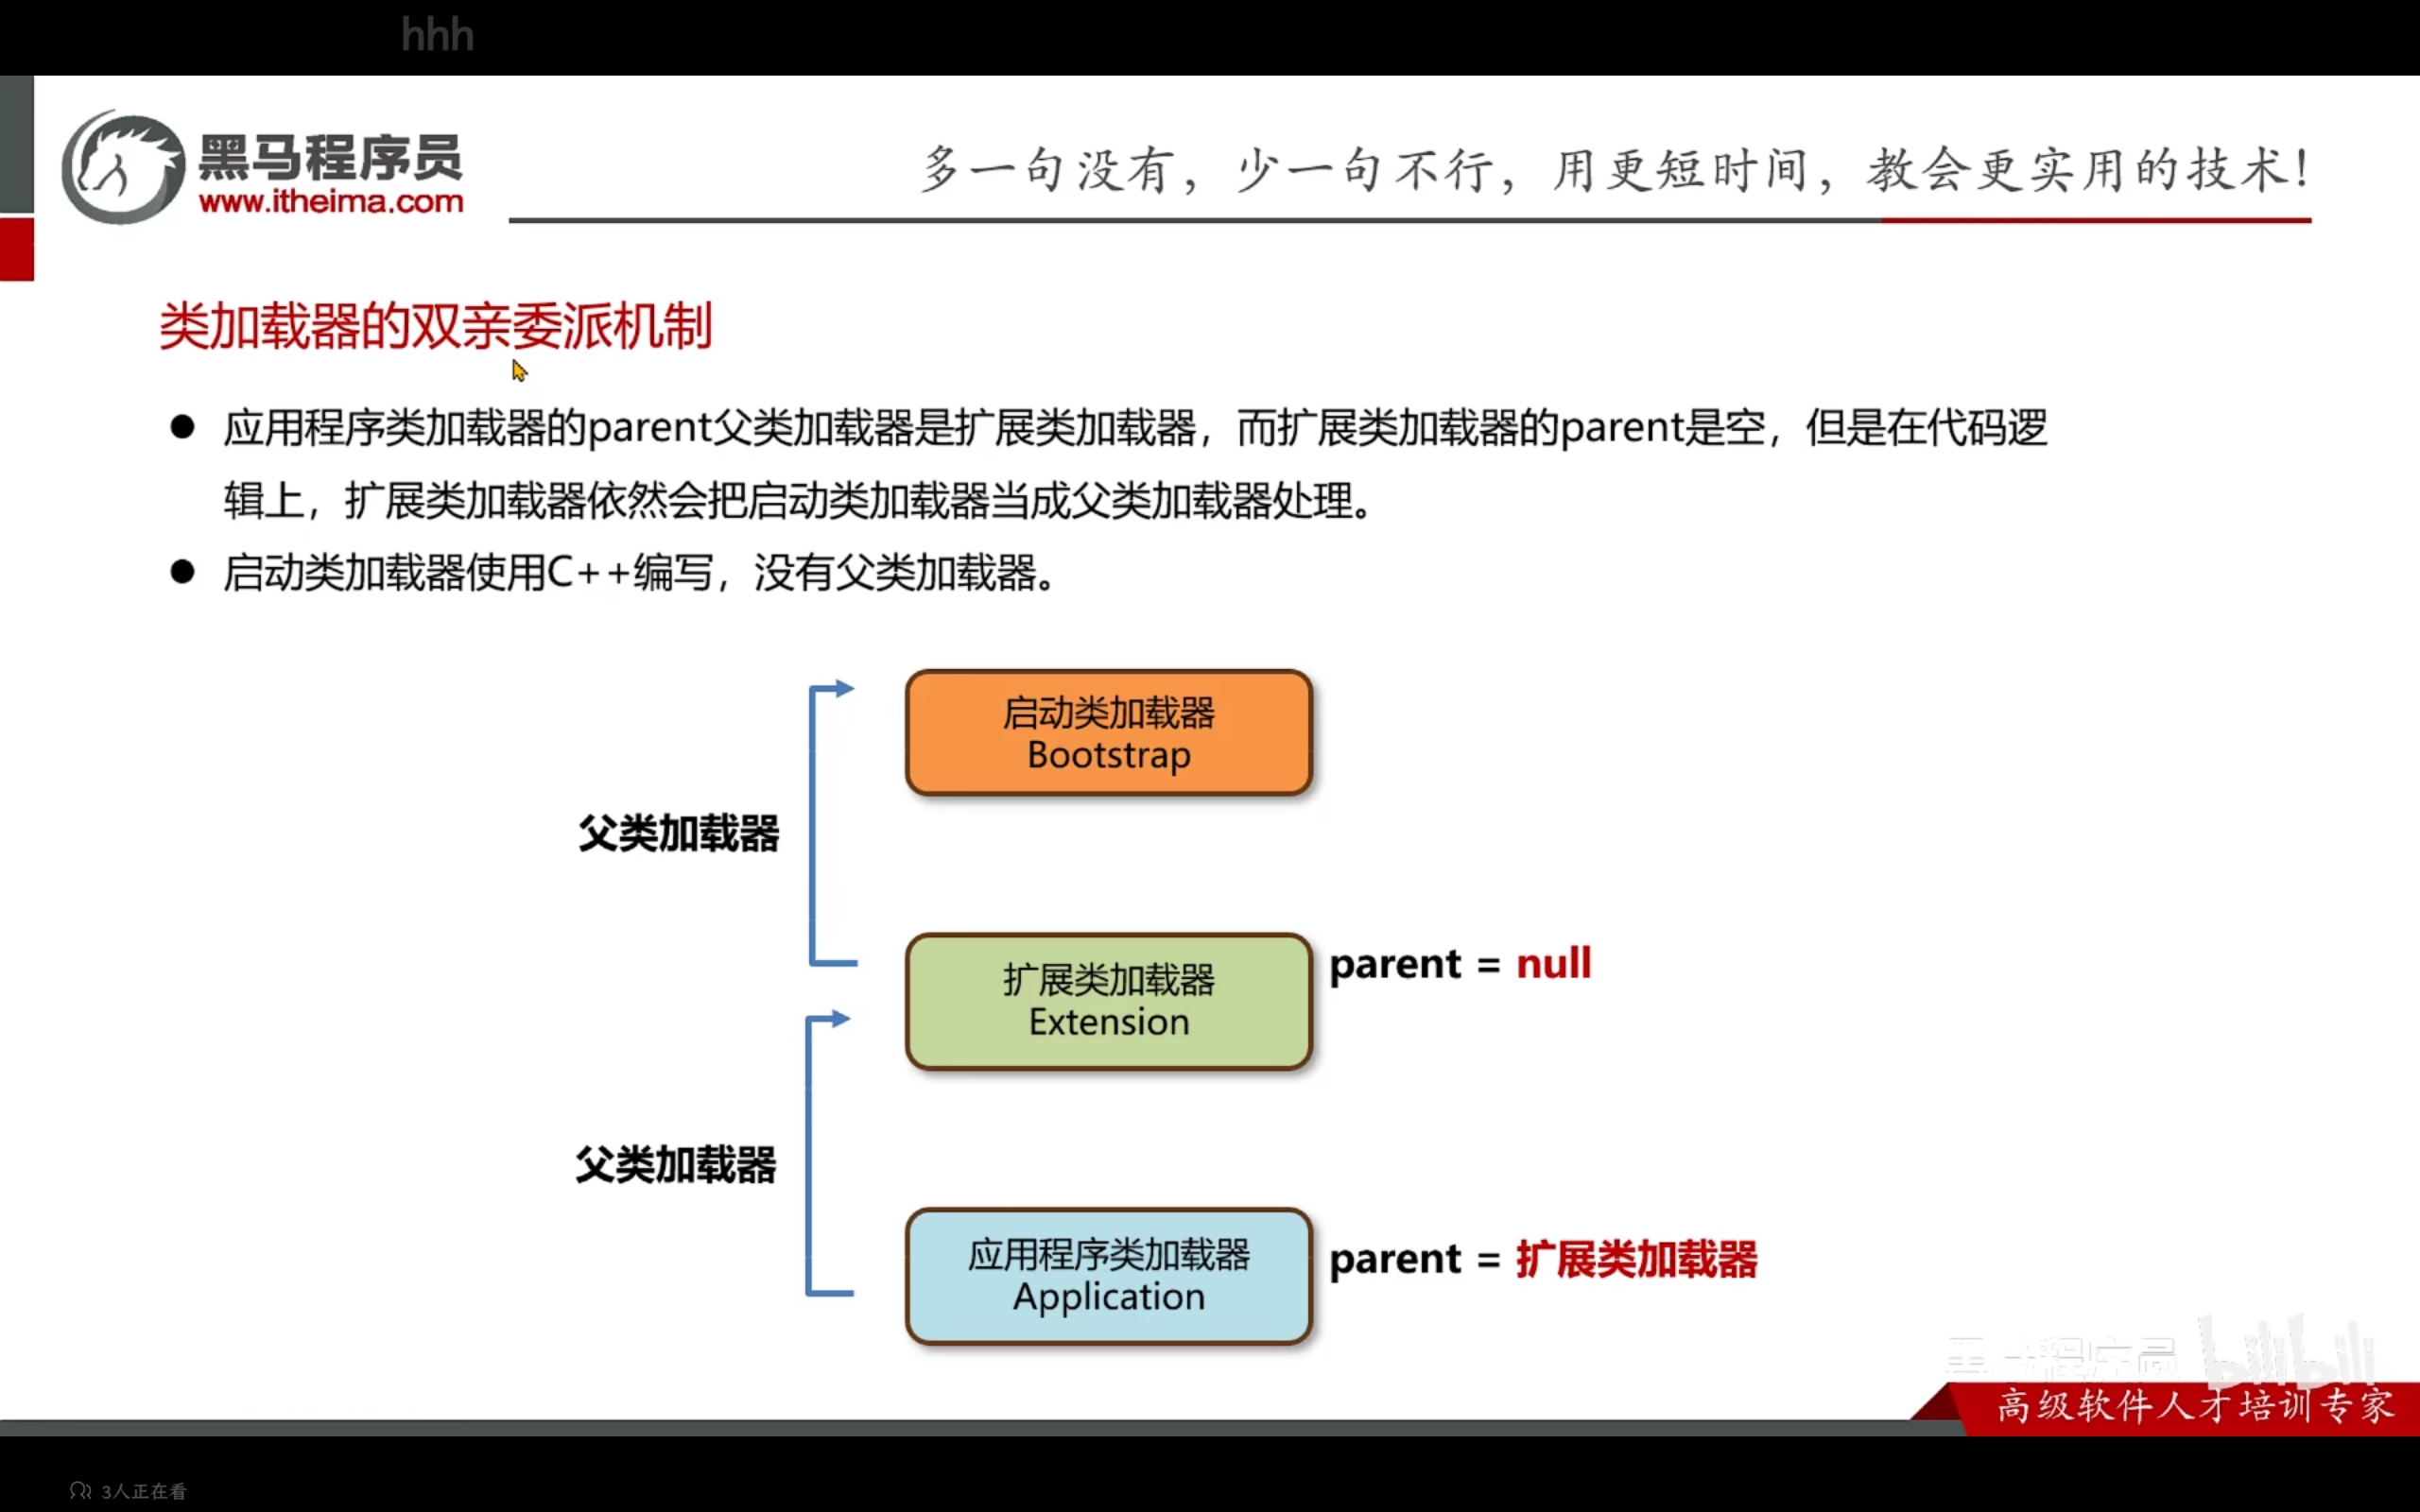 hhh
黑马程序员
www.itheima.com
多一句没有，少一句不行，用更短时间，教会更实用的技术！
类加载器的双亲委派机制
● 应用程序类加载器的parent父类加载器是扩展类加载器，而扩展类加载器的parent是空，但是在代码逻
辑上，扩展类加载器依然会把启动类加载器当成父类加载器处理。
● 启动类加载器使用C++编写，没有父类加载器。
启动类加载器
Bootstrap
父类加载器
扩展类加载器
Extension
parent = null
父类加载器
应用程序类加载器
Application
parent = 扩展类加载器
黑马程序员 bilibili
高级软件人才培训专家
3人正在看